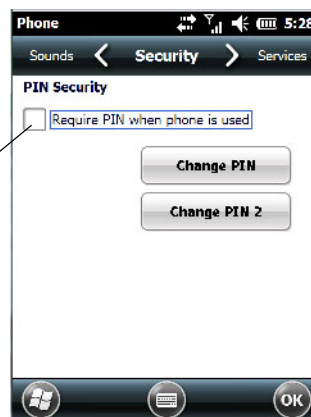 Phone 5:28
Sounds Security Services
PIN Security
Require PIN when phone is used
Change PIN
Change PIN 2
OK